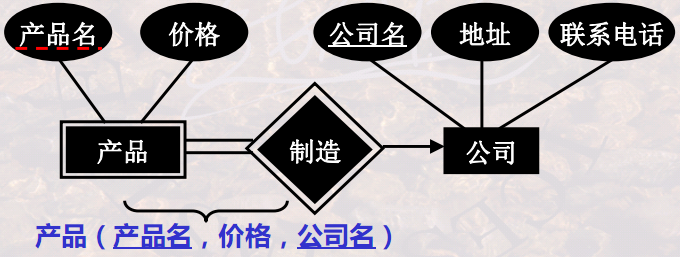 产品名 价格 公司名 地址 联系电话
产品 制造 公司
产品（产品名，价格，公司名）